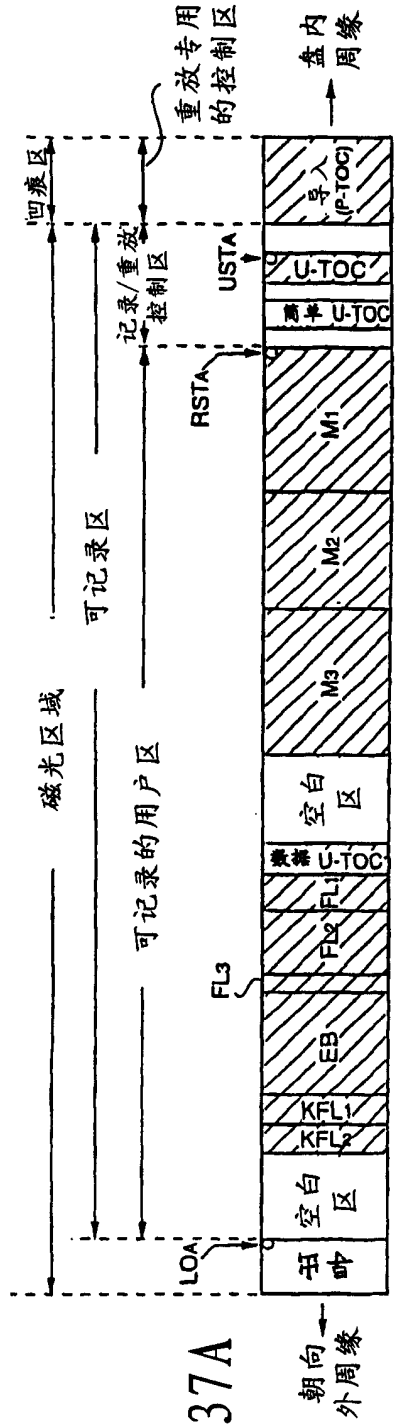 磁光区域
凹痕区
可记录区
可记录的用户区
记录/重放
控制区
重放专用
的控制区
LOA
FL3
RSTA
USTA
空白
区
KFL2
KFL1
EB
FL2
FL1
数据 U-TOC
空白
区
M3
M2
M1
简单 U-TOC
U-TOC
导入
(P-TOC)
朝向
外周缘
盘内
周缘
37A